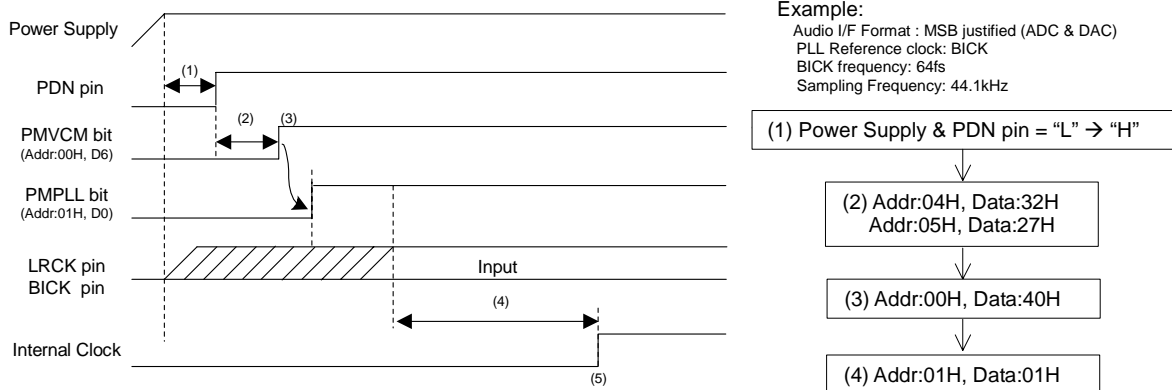 Power Supply
PDN pin
PMVCM bit
(Addr:00H, D6)
PMPLL bit
(Addr:01H, D0)
LRCK pin
BICK pin
Internal Clock
(1)
(2)
(3)
Input
(4)
(5)
Example:
Audio I/F Format : MSB justified (ADC & DAC)
PLL Reference clock: BICK
BICK frequency: 64fs
Sampling Frequency: 44.1kHz
(1) Power Supply & PDN pin = “L” → “H”
(2) Addr:04H, Data:32H
Addr:05H, Data:27H
(3) Addr:00H, Data:40H
(4) Addr:01H, Data:01H